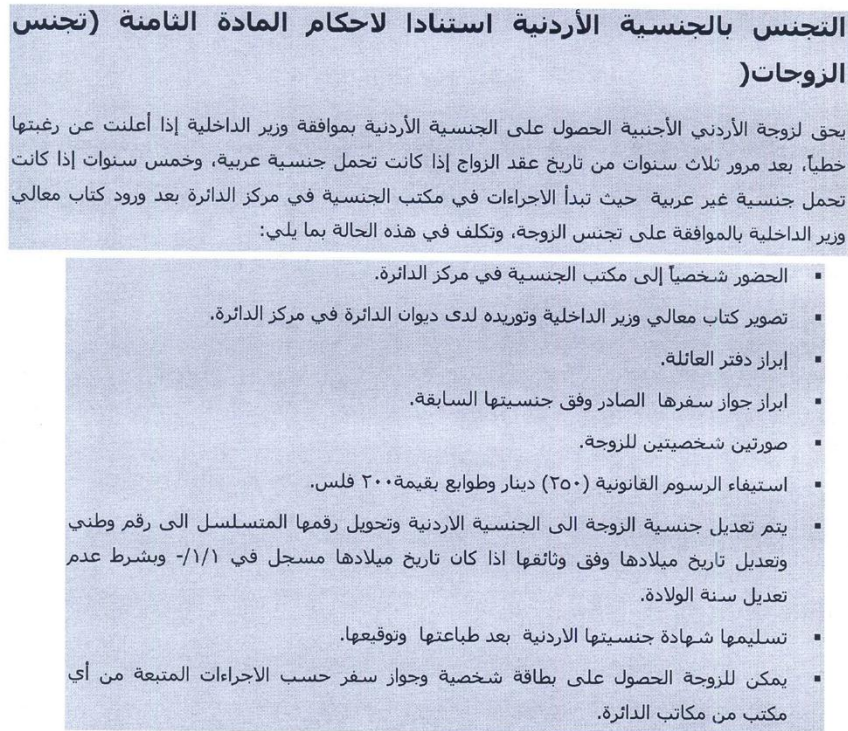 التجنس بالجنسية الأردنية استنادا لاحكام المادة الثامنة (تجنس
الزوجات(
يحق لزوجة الأردني الأجنبية الحصول على الجنسية الأردنية بموافقة وزير الداخلية إذا أعلنت عن رغبتها
خطياً، بعد مرور ثلاث سنوات من تاريخ عقد الزواج إذا كانت تحمل جنسية عربية، وخمس سنوات إذا كانت
تحمل جنسية غير عربية حيث تبدأ الاجراءات في مكتب الجنسية في مركز الدائرة بعد ورود كتاب معالي
وزير الداخلية بالموافقة على تجنس الزوجة، وتكلف في هذه الحالة بما يلي:
▪ الحضور شخصياً إلى مكتب الجنسية في مركز الدائرة.
▪ تصوير كتاب معالي وزير الداخلية وتوريده لدى ديوان الدائرة في مركز الدائرة.
▪ إبراز دفتر العائلة.
▪ ابراز جواز سفرها الصادر وفق جنسيتها السابقة.
▪ صورتين شخصيتين للزوجة.
▪ استيفاء الرسوم القانونية (٢٥٠) دينار وطوابع بقيمة٢٠٠ فلس.
▪ يتم تعديل جنسية الزوجة الى الجنسية الاردنية وتحويل رقمها المتسلسل الى رقم وطني
وتعديل تاريخ ميلادها وفق وثائقها اذا كان تاريخ ميلادها مسجل في ١/١/- وبشرط عدم
تعديل سنة الولادة.
▪ تسليمها شهادة جنسيتها الاردنية بعد طباعتها وتوقيعها.
▪ يمكن للزوجة الحصول على بطاقة شخصية وجواز سفر حسب الاجراءات المتبعة من أي
مكتب من مكاتب الدائرة.